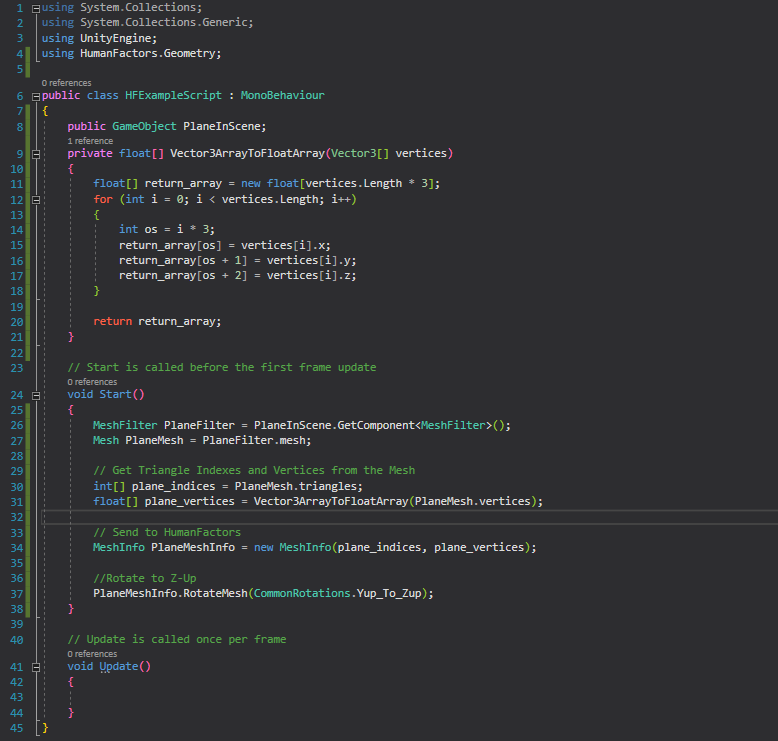 1 using System.Collections;
2 using System.Collections.Generic;
3 using UnityEngine;
4 using HumanFactors.Geometry;
5
0 references
6 public class HFExampleScript : MonoBehaviour
7 {
8 public GameObject PlaneInScene;
1 reference
9 private float[] Vector3ArrayToFloatArray(Vector3[] vertices)
10 {
11 float[] return_array = new float[vertices.Length * 3];
12 for (int i = 0; i < vertices.Length; i++)
13 {
14 int os = i * 3;
15 return_array[os] = vertices[i].x;
16 return_array[os + 1] = vertices[i].y;
17 return_array[os + 2] = vertices[i].z;
18 }
19
20 return return_array;
21 }
22
23 // Start is called before the first frame update
0 references
24 void Start()
25 {
26 MeshFilter PlaneFilter = PlaneInScene.GetComponent<MeshFilter>();
27 Mesh PlaneMesh = PlaneFilter.mesh;
28
29 // Get Triangle Indexes and Vertices from the Mesh
30 int[] plane_indices = PlaneMesh.triangles;
31 float[] plane_vertices = Vector3ArrayToFloatArray(PlaneMesh.vertices);
32
33 // Send to HumanFactors
34 MeshInfo PlaneMeshInfo = new MeshInfo(plane_indices, plane_vertices);
35
36 //Rotate to Z-Up
37 PlaneMeshInfo.RotateMesh(CommonRotations.Yup_To_Zup);
38 }
39
40 // Update is called once per frame
0 references
41 void Update()
42 {
43
44 }
45 }